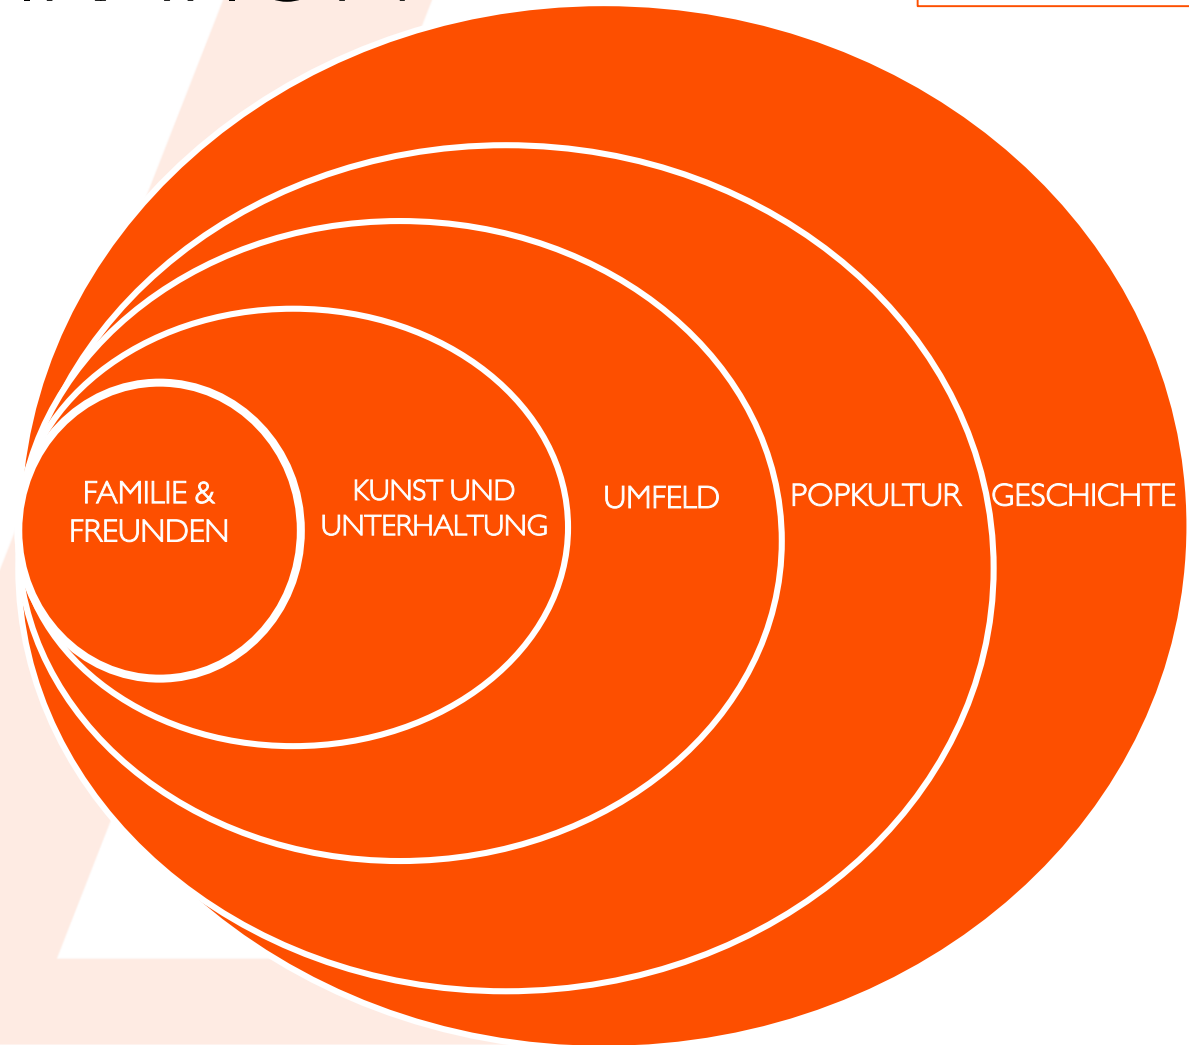 FAMILIE &
FREUNDEN
KUNST UND
UNTERHALTUNG
UMFELD
POPKULTUR
GESCHICHTE